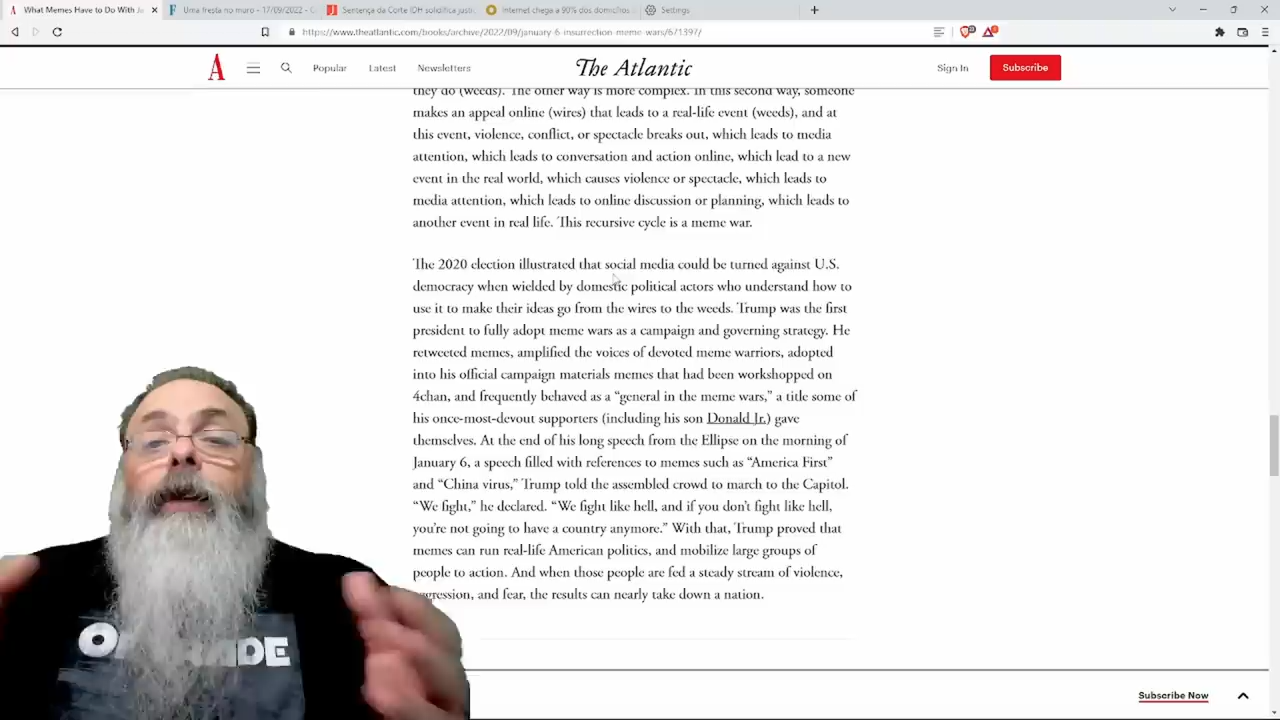 What Memes Have to Do With Ja
Uma fresta no muro - 17/09/2022 - C
Sentença da Corte IDH solidifica justi
Internet chega a 90% dos domicílios
Settings
https://www.theatlantic.com/books/archive/2022/09/january-6-insurrection-meme-wars/671397/
A
Popular
Latest
Newsletters
The Atlantic
Sign In
Subscribe
they do (weeds). The other way is more complex. In this second way, someone
makes an appeal online (wires) that leads to a real-life event (weeds), and at
this event, violence, conflict, or spectacle breaks out, which leads to media
attention, which leads to conversation and action online, which lead to a new
event in the real world, which causes violence or spectacle, which leads to
media attention, which leads to online discussion or planning, which leads to
another event in real life. This recursive cycle is a meme war.
The 2020 election illustrated that social media could be turned against U.S.
democracy when wielded by domestic political actors who understand how to
use it to make their ideas go from the wires to the weeds. Trump was the first
president to fully adopt meme wars as a campaign and governing strategy. He
retweeted memes, amplified the voices of devoted meme warriors, adopted
into his official campaign materials memes that had been workshopped on
4chan, and frequently behaved as a “general in the meme wars,” a title some of
his once-most-devout supporters (including his son Donald Jr.) gave
themselves. At the end of his long speech from the Ellipse on the morning of
January 6, a speech filled with references to memes such as “America First”
and “China virus,” Trump told the assembled crowd to march to the Capitol.
“We fight,” he declared. “We fight like hell, and if you don’t fight like hell,
you’re not going to have a country anymore.” With that, Trump proved that
memes can run real-life American politics, and mobilize large groups of
people to action. And when those people are fed a steady stream of violence,
and fear, the results can nearly take down a nation.
Subscribe Now